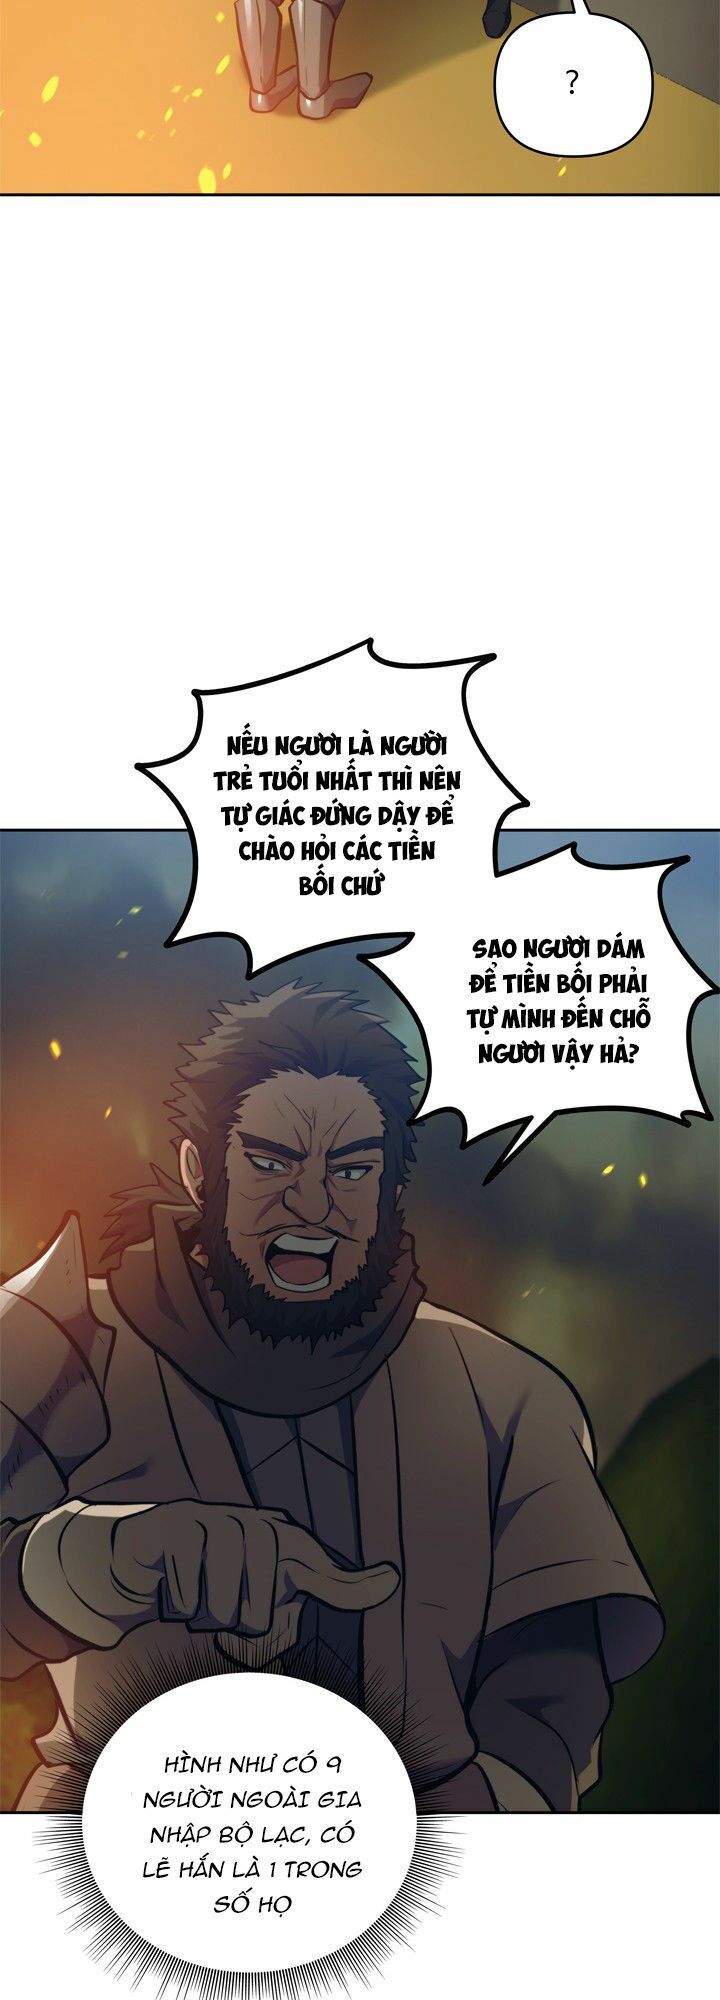 ?
NẾU NGƯƠI LÀ NGƯỜI
TRẺ TUỔI NHẤT THÌ NÊN
TỰ GIÁC ĐỨNG DẬY ĐỂ
CHÀO HỎI CÁC TIỀN
BỐI CHỨ
SAO NGƯƠI DÁM
ĐỂ TIỀN BỐI PHẢI
TỰ MÌNH ĐẾN CHỖ
NGƯƠI VẬY HẢ?
HÌNH NHƯ CÓ 9
NGƯỜI NGOÀI GIA
NHẬP BỘ LẠC, CÓ
LẼ HẮN LÀ 1 TRONG
SỐ HỌ